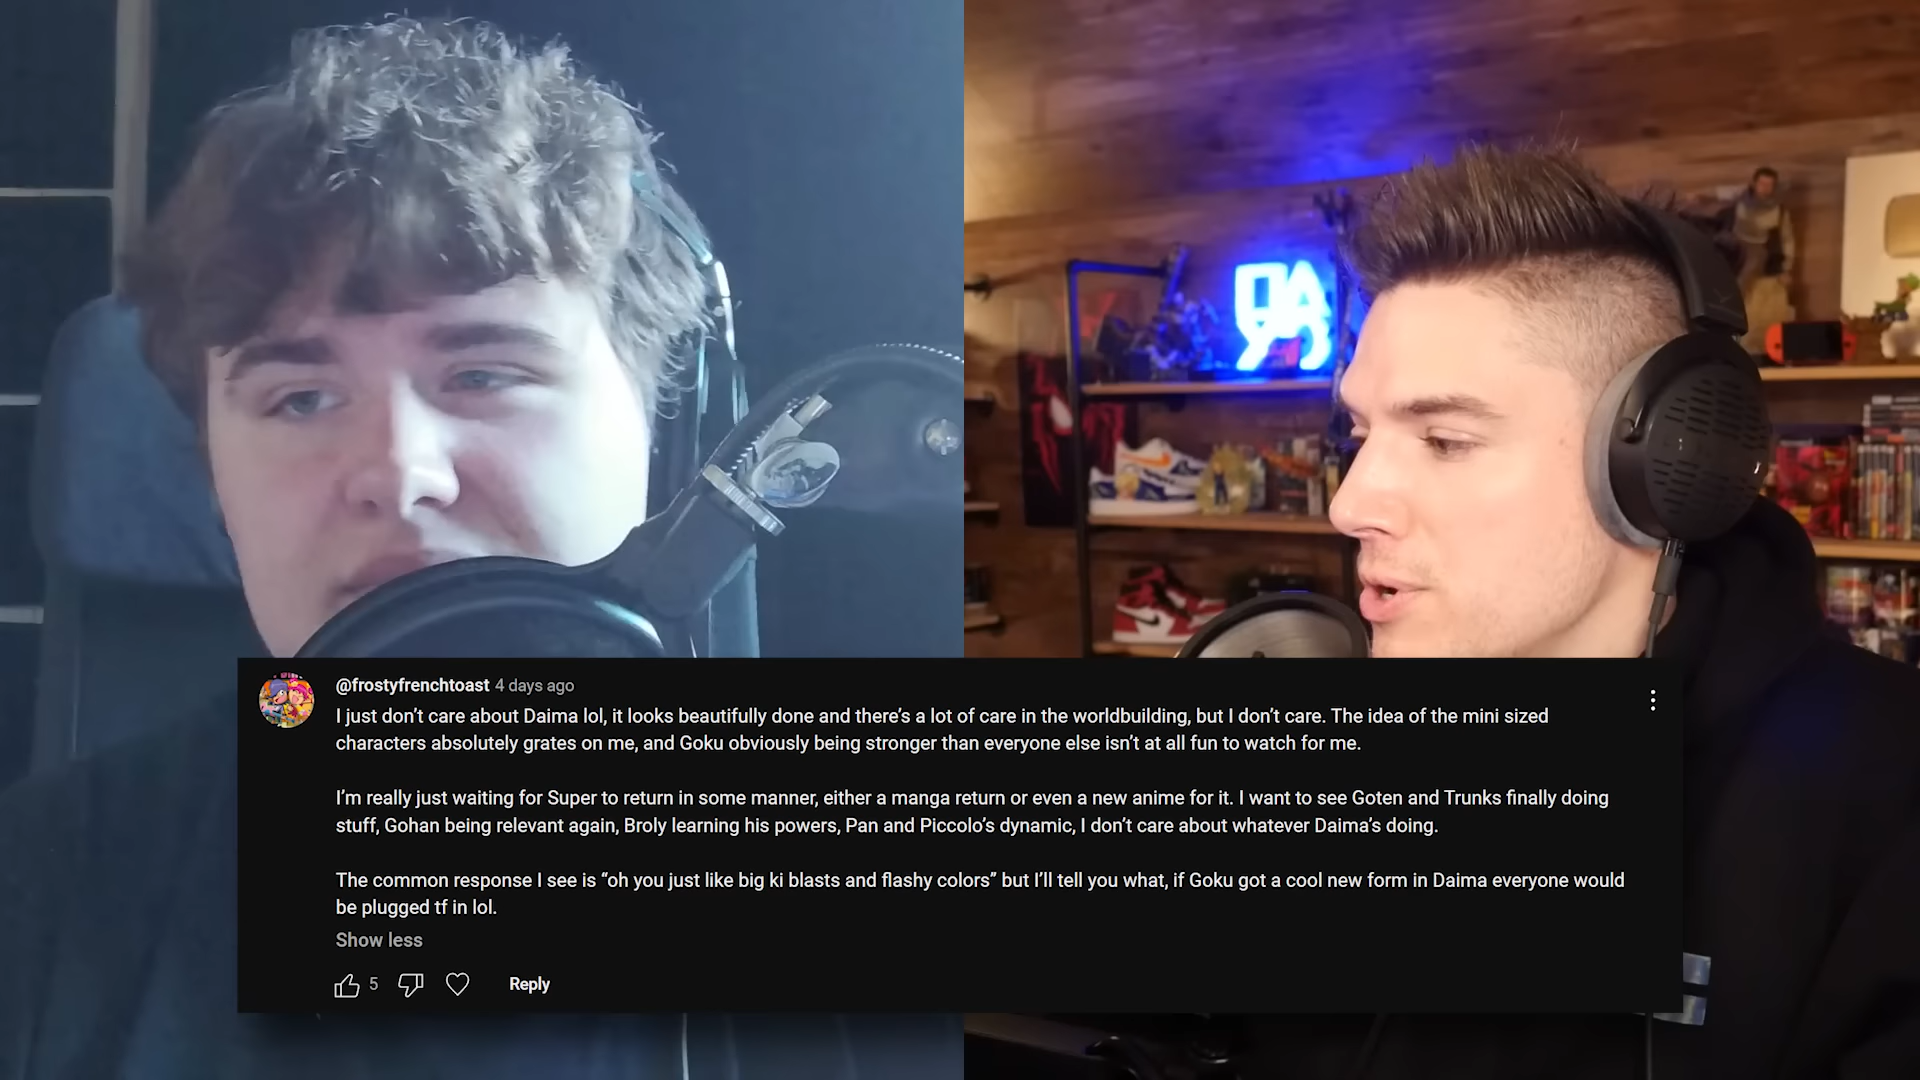 @frostyfrenchtoast 4 days ago
I just don't care about Daima lol, it looks beautifully done and there's a lot of care in the worldbuilding, but I don't care. The idea of the mini sized
characters absolutely grates on me, and Goku obviously being stronger than everyone else isn't at all fun to watch for me.
I'm really just waiting for Super to return in some manner, either a manga return or even a new anime for it. I want to see Goten and Trunks finally doing
stuff, Gohan being relevant again, Broly learning his powers, Pan and Piccolo's dynamic, I don't care about whatever Daima's doing.
The common response I see is “oh you just like big ki blasts and flashy colors” but I'll tell you what, if Goku got a cool new form in Daima everyone would
be plugged tf in lol.
Show less
5
Reply